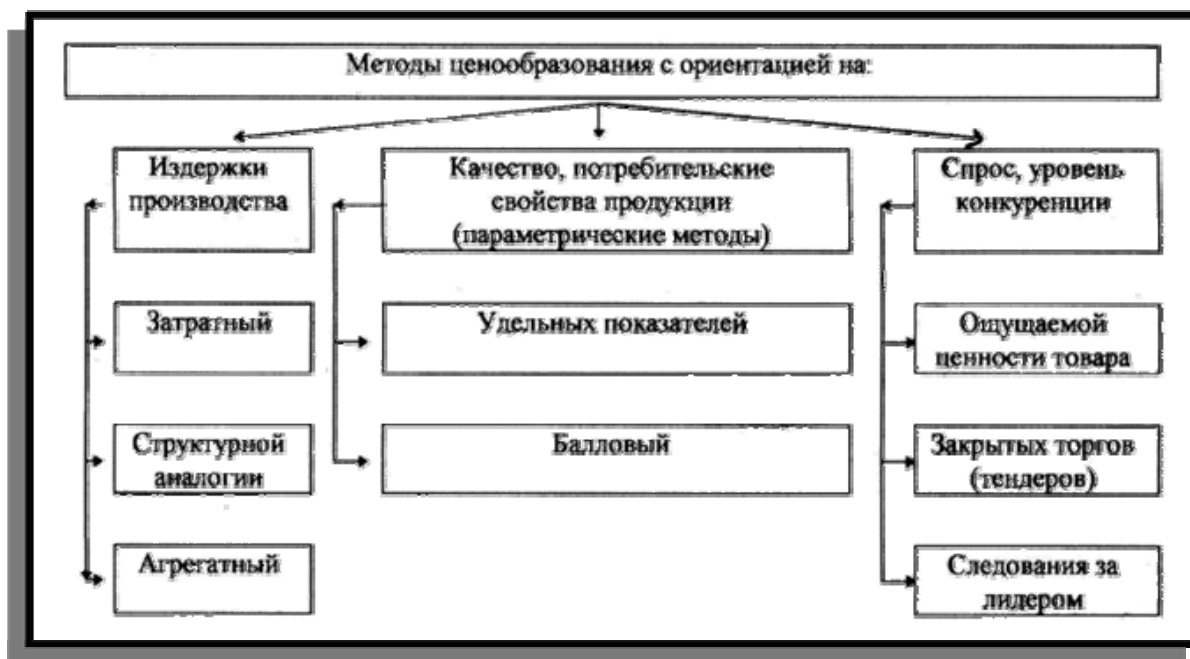 Методы ценообразования с ориентацией на:
Издержки
производства
Качество, потребительские
свойства продукции
(параметрические методы)
Спрос, уровень
конкуренции
Затратный
Удельных показателей
Ощущаемой
ценности товара
Структурной
аналогии
Балловый
Закрытых торгов
(тендеров)
Агрегатный
Следования за
лидером